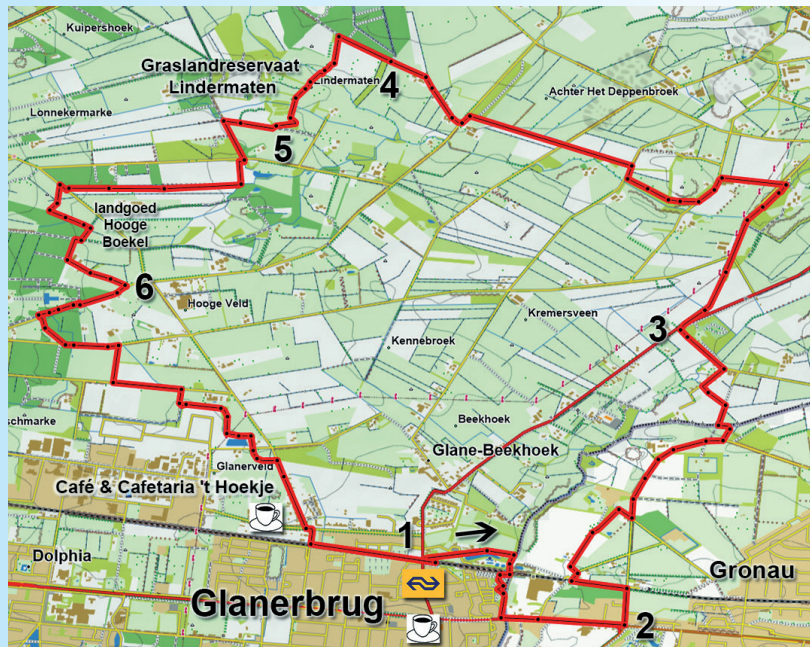 Kuipershoek
Graslandreservaat
Lindermaten
Lindermaten
4
Achter Het Deppenbroek
Lonnekermarke
5
landgoed
Hooge
Boekel
6
Hooge Veld
Kremersveen
3
Kennebroek
Beekhoek
schmarke
Glane-Beekhoek
Glanerveld
Café & Cafetaria 't Hoekje
1
Dolphia
Gronau
Glanerbrug
2